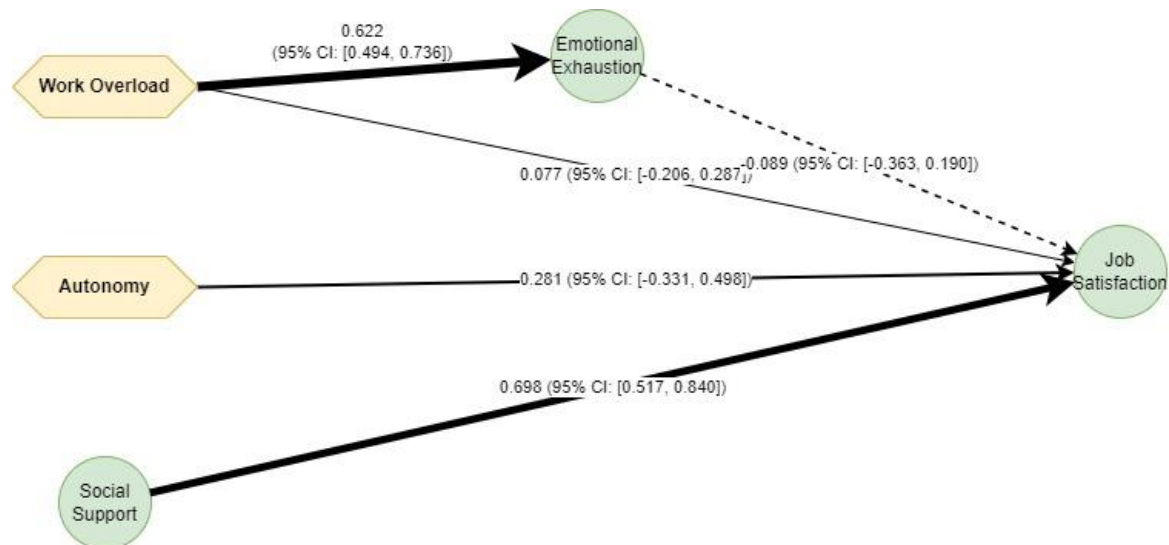 0.622
(95% CI: [0.494, 0.736])
Emotional
Exhaustion
Work Overload
0.077 (95% CI: [-0.206, 0.287])
-0.089 (95% CI: [-0.363, 0.190])
Autonomy
0.281 (95% CI: [-0.331, 0.498])
Job
Satisfaction
0.698 (95% CI: [0.517, 0.840])
Social
Support